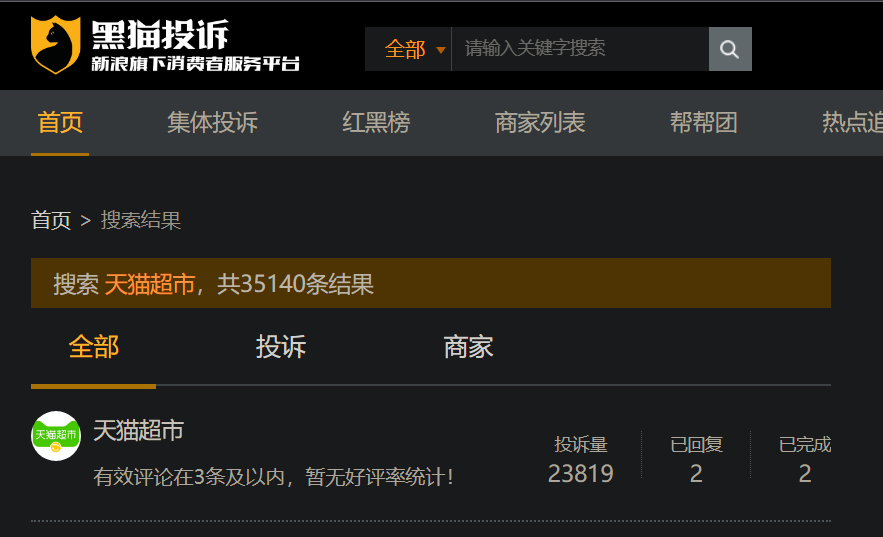 黑猫投诉
新浪旗下消费者服务平台
全部 请输入关键字搜索
首页 集体投诉 红黑榜 商家列表 帮帮团 热点追
首页 > 搜索结果
搜索 天猫超市，共35140条结果
全部 投诉 商家
天猫超市
天猫超市
有效评论在3条及以内，暂无好评率统计！
投诉量 已回复 已完成
23819 2 2